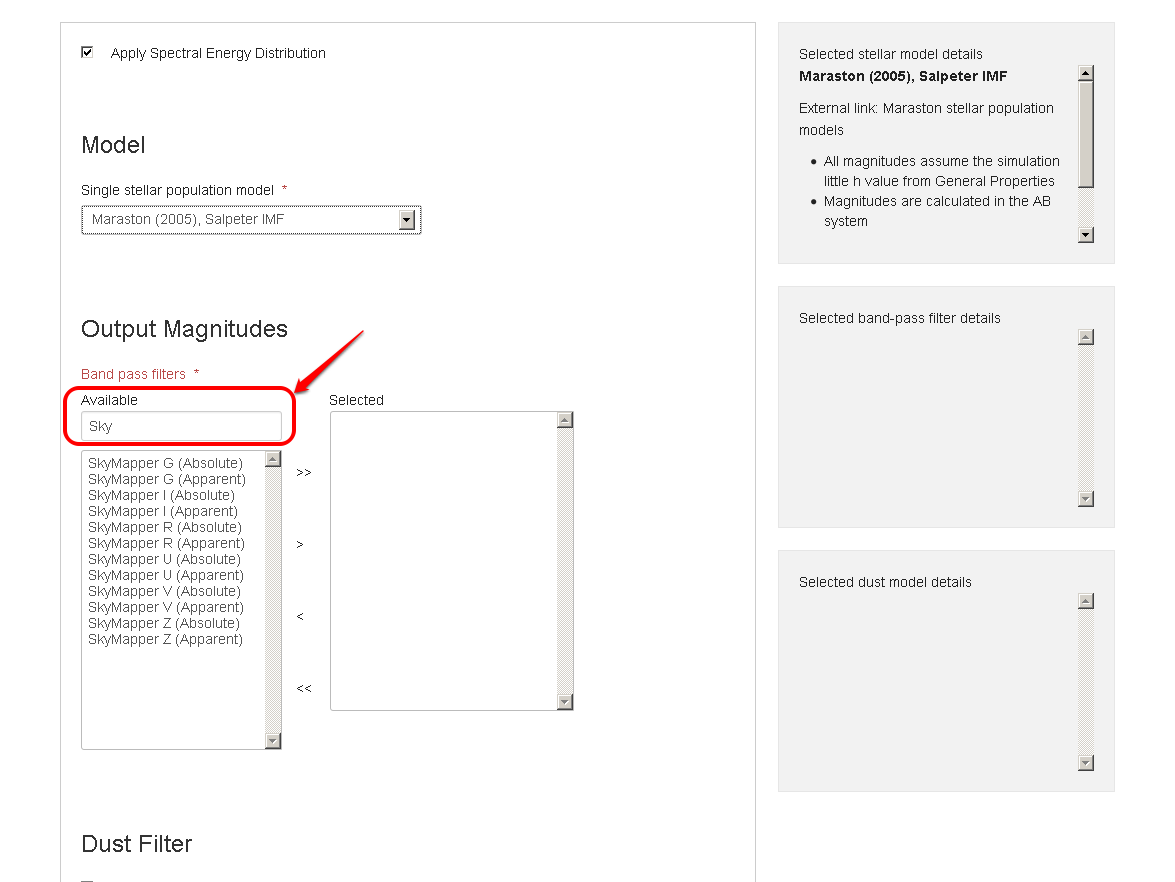 Apply Spectral Energy Distribution
Model
Single stellar population model *
Maraston (2005), Salpeter IMF
Output Magnitudes
Band pass filters *
Available
Sky
SkyMapper G (Absolute)
SkyMapper G (Apparent)
SkyMapper I (Absolute)
SkyMapper I (Apparent)
SkyMapper R (Absolute)
SkyMapper R (Apparent)
SkyMapper U (Absolute)
SkyMapper U (Apparent)
SkyMapper V (Absolute)
SkyMapper V (Apparent)
SkyMapper Z (Absolute)
SkyMapper Z (Apparent)
>>
>
<
<<
Selected
Dust Filter
Selected stellar model details
Maraston (2005), Salpeter IMF
External link: Maraston stellar population
models
• All magnitudes assume the simulation
little h value from General Properties
• Magnitudes are calculated in the AB
system
Selected band-pass filter details
Selected dust model details